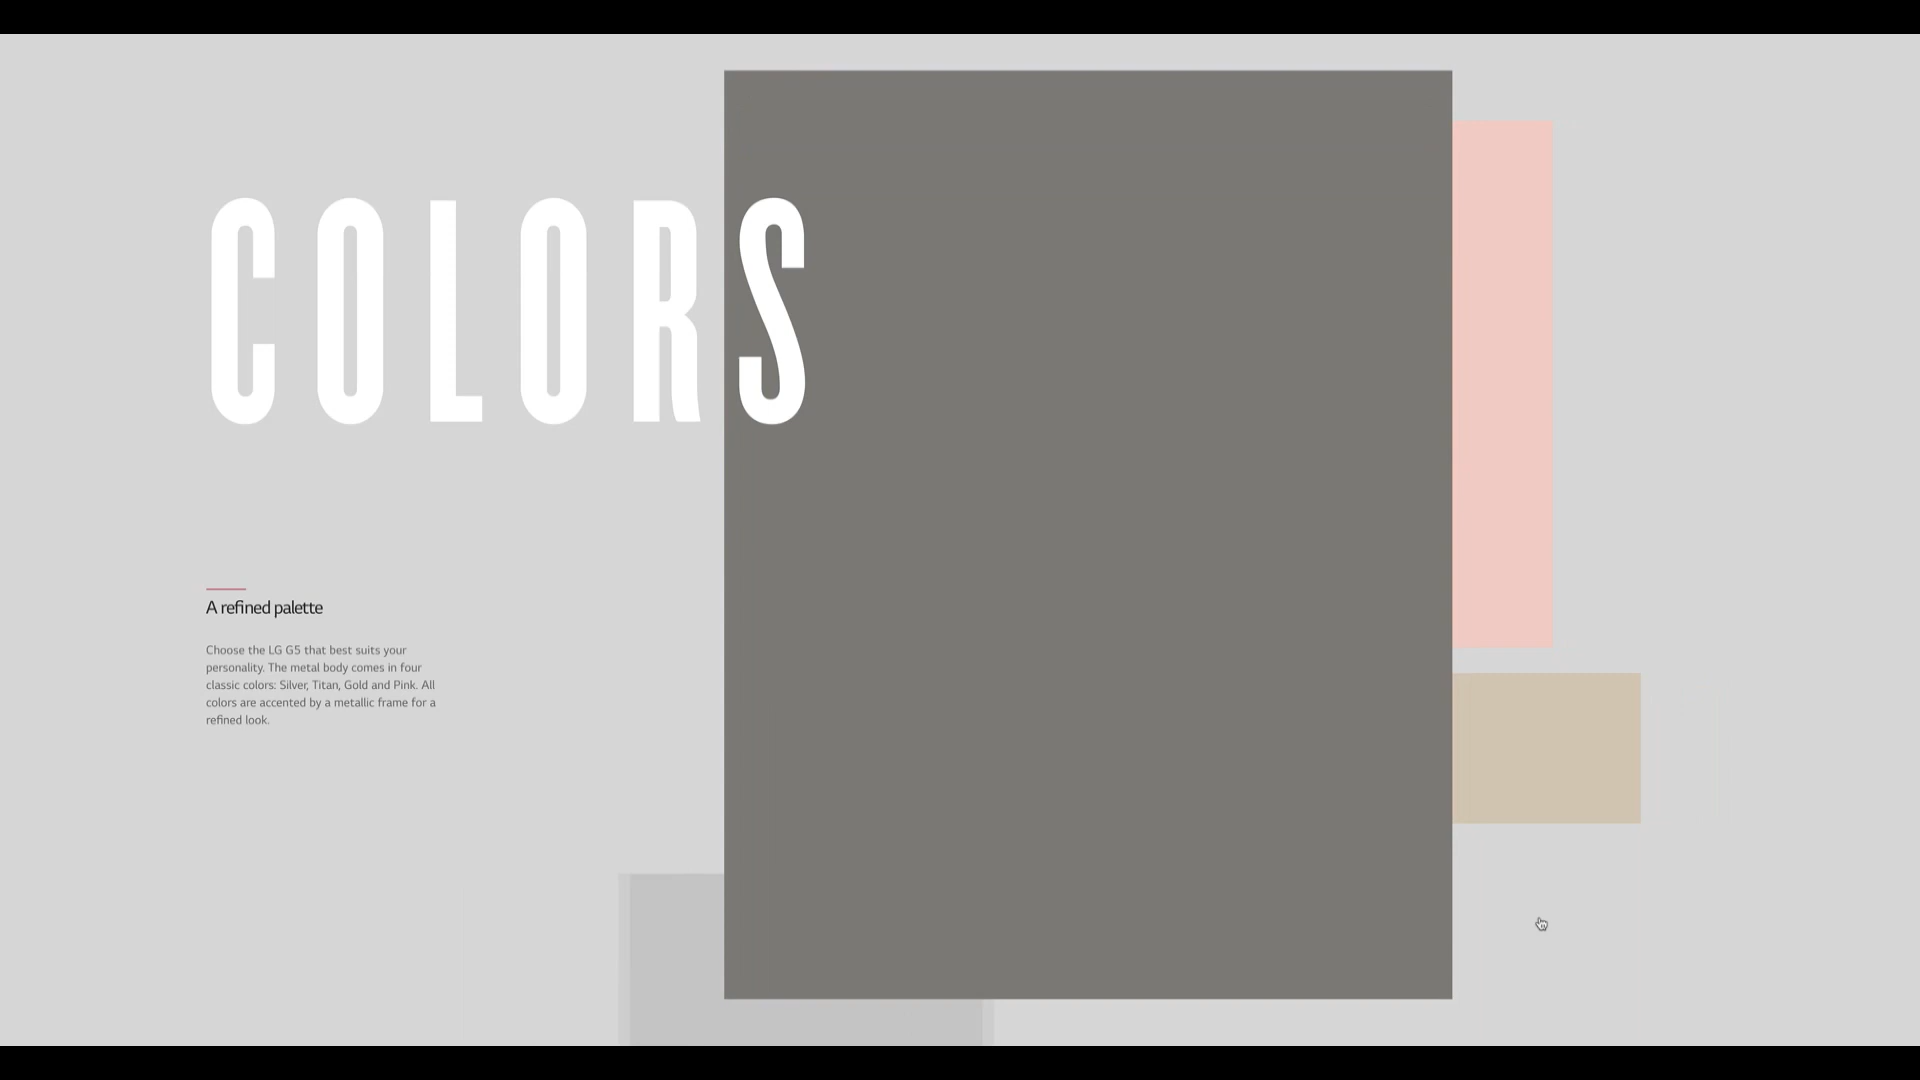 COLORS
A refined palette
Choose the LG G5 that best suits your
personality. The metal body comes in four
classic colors: Silver, Titan, Gold and Pink. All
colors are accented by a metallic frame for a
refined look.